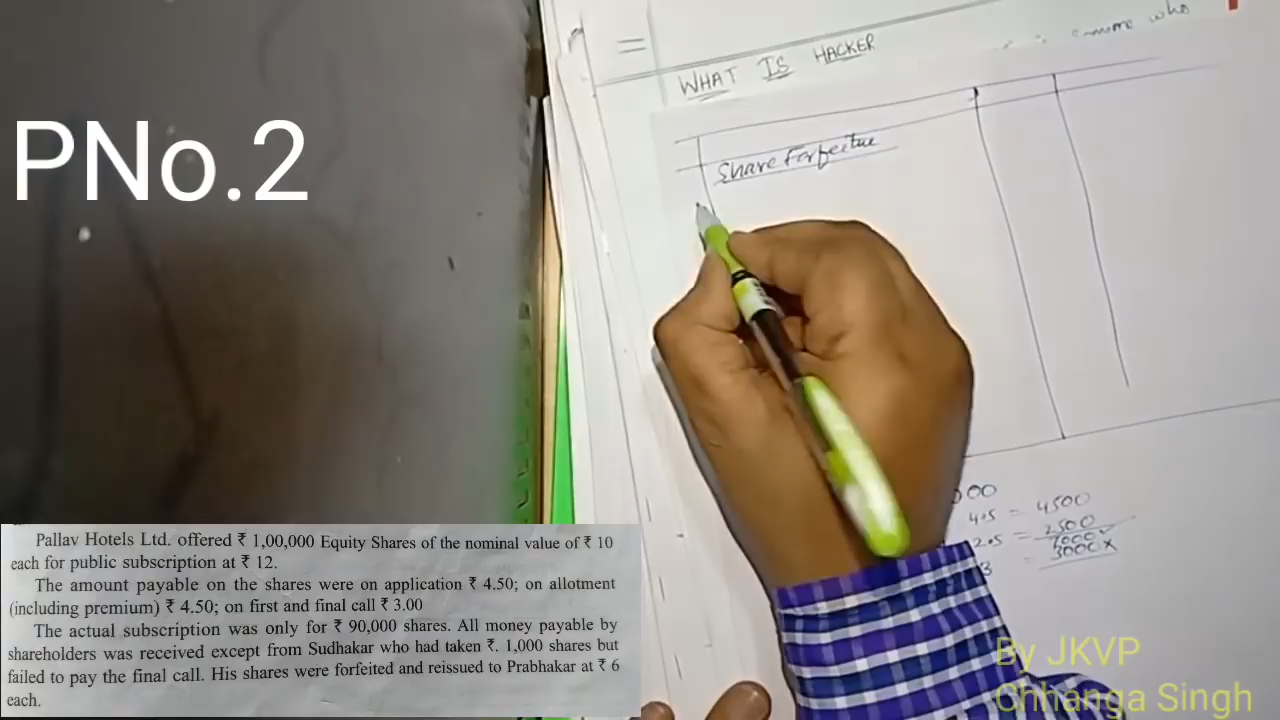 PNo.2
WHAT IS HACKER
who
Share Forfeiture
000
4.5 = 4500
2.5 = 2500
7000
3 = 3000 x
Pallav Hotels Ltd. offered ₹ 1,00,000 Equity Shares of the nominal value of ₹ 10
each for public subscription at ₹ 12.
The amount payable on the shares were on application ₹ 4.50; on allotment
(including premium) ₹ 4.50; on first and final call ₹ 3.00
The actual subscription was only for ₹ 90,000 shares. All money payable by
shareholders was received except from Sudhakar who had taken ₹. 1,000 shares but
failed to pay the final call. His shares were forfeited and reissued to Prabhakar at ₹ 6
each.
By JKVP
Chhanga Singh